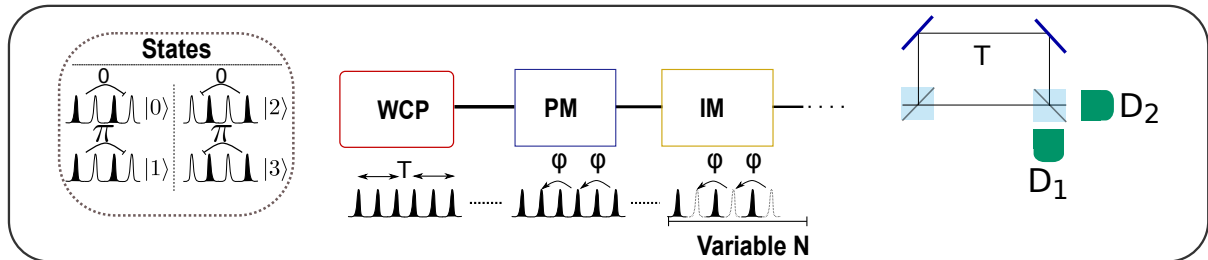 States
0
0
|0⟩
|2⟩
π
π
|1⟩
|3⟩
WCP
PM
IM
T
φ φ
φ φ
Variable N
T
D₂
D₁